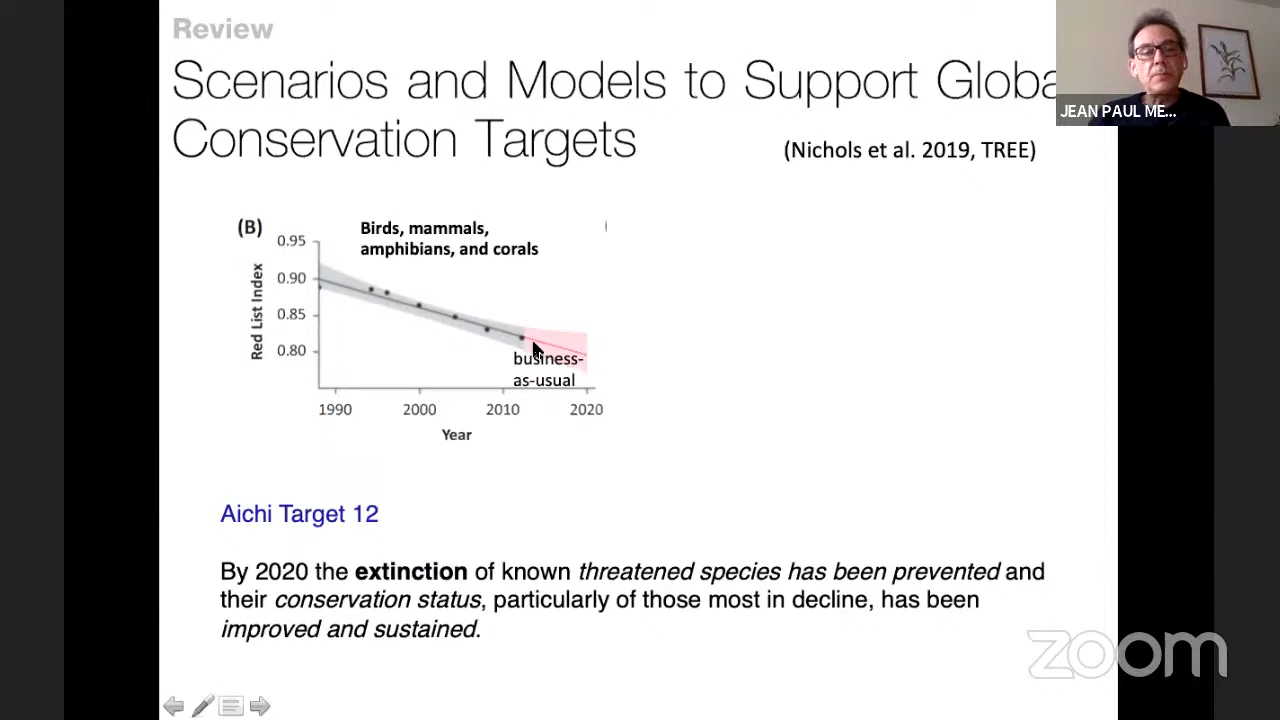 Review
Scenarios and Models to Support Globa
Conservation Targets
(Nichols et al. 2019, TREE)
JEAN PAUL ME...
(B)
Birds, mammals,
amphibians, and corals
Red List Index
0.95
0.90
0.85
0.80
business-
as-usual
1990 2000 2010 2020
Year
Aichi Target 12
By 2020 the extinction of known threatened species has been prevented and
their conservation status, particularly of those most in decline, has been
improved and sustained.
zoom